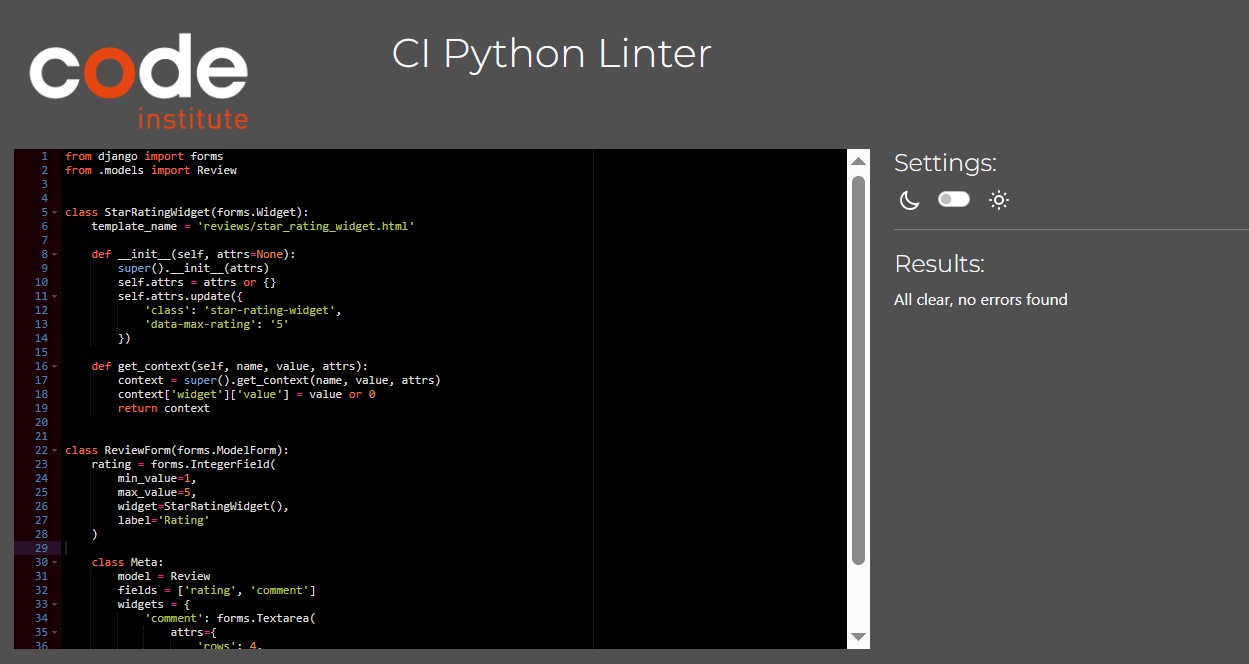 code
institute
CI Python Linter
1 from django import forms
2 from .models import Review
3
4
5 class StarRatingWidget(forms.Widget):
6     template_name = 'reviews/star_rating_widget.html'
7
8     def __init__(self, attrs=None):
9         super().__init__(attrs)
10         self.attrs = attrs or {}
11         self.attrs.update({
12             'class': 'star-rating-widget',
13             'data-max-rating': '5'
14         })
15
16     def get_context(self, name, value, attrs):
17         context = super().get_context(name, value, attrs)
18         context['widget']['value'] = value or 0
19         return context
20
21
22 class ReviewForm(forms.ModelForm):
23     rating = forms.IntegerField(
24         min_value=1,
25         max_value=5,
26         widget=StarRatingWidget(),
27         label='Rating'
28     )
29
30     class Meta:
31         model = Review
32         fields = ['rating', 'comment']
33         widgets = {
34             'comment': forms.Textarea(
35                 attrs={
36                     'rows': 4,
Settings:
Results:
All clear, no errors found